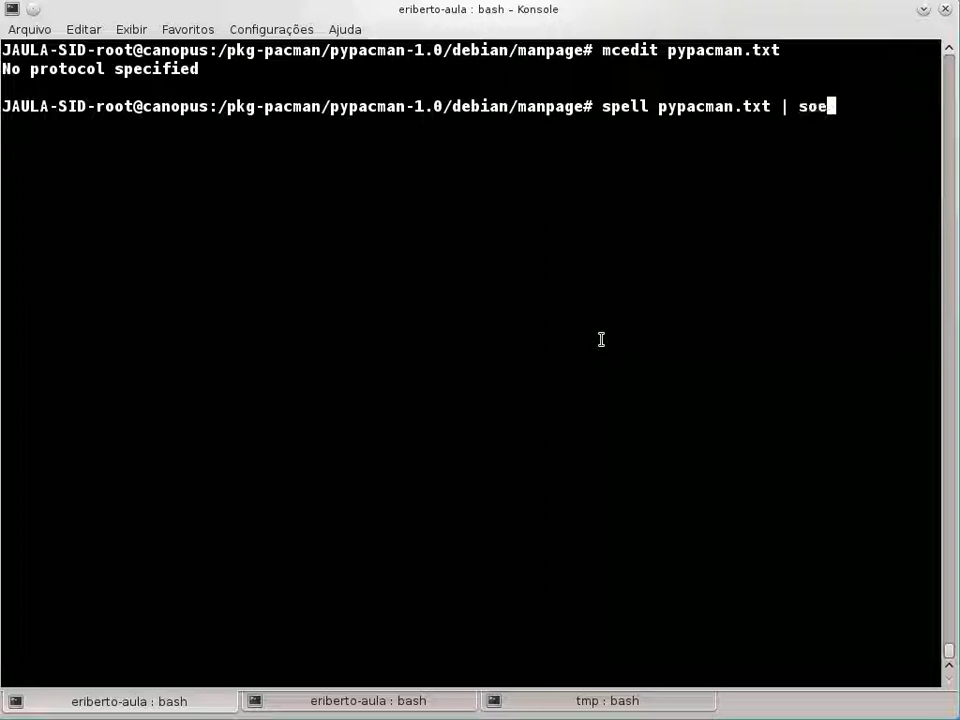 eriberto-aula : bash – Konsole
Arquivo Editar Exibir Favoritos Configurações Ajuda
JAULA-SID-root@canopus:/pkg-pacman/pypacman-1.0/debian/manpage# mcedit pypacman.txt
No protocol specified
JAULA-SID-root@canopus:/pkg-pacman/pypacman-1.0/debian/manpage# spell pypacman.txt | soe
eriberto-aula : bash eriberto-aula : bash tmp : bash